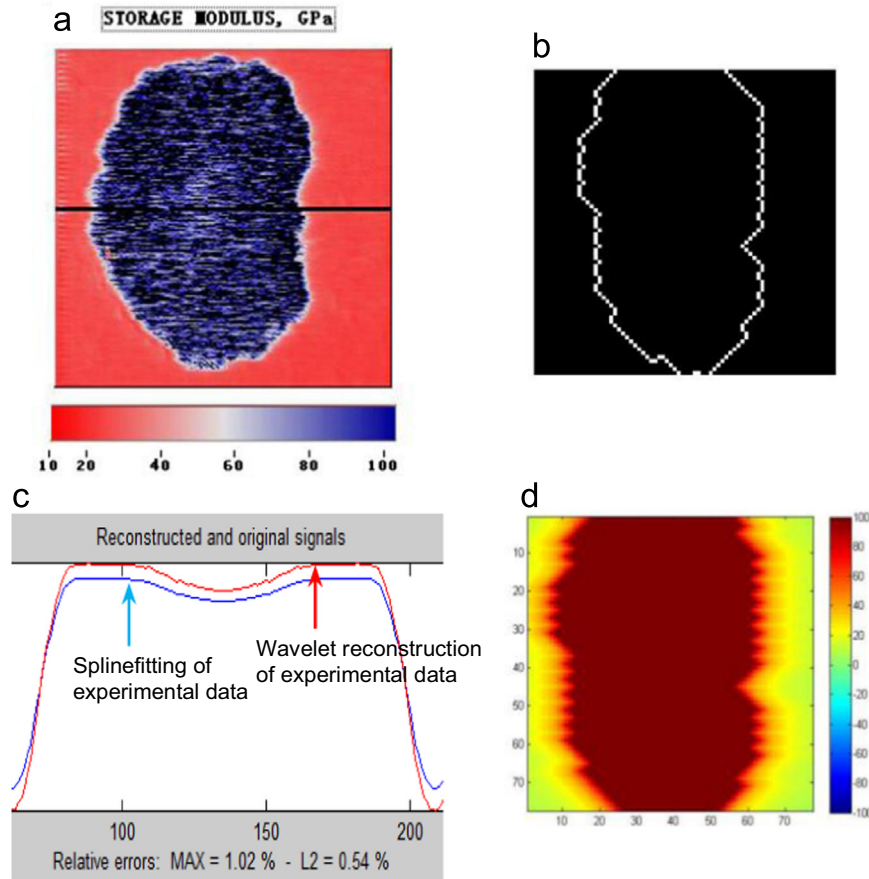 a
STORAGE MODULUS, GPa
b
10 20 40 60 80 100
c
Reconstructed and original signals
Splinefitting of
experimental data
Wavelet reconstruction
of experimental data
100 150 200
Relative errors: MAX = 1.02 % - L2 = 0.54 %
d
10
20
30
40
50
60
70
10 20 30 40 50 60 70
100
80
60
40
20
0
-20
-40
-60
-80
-100